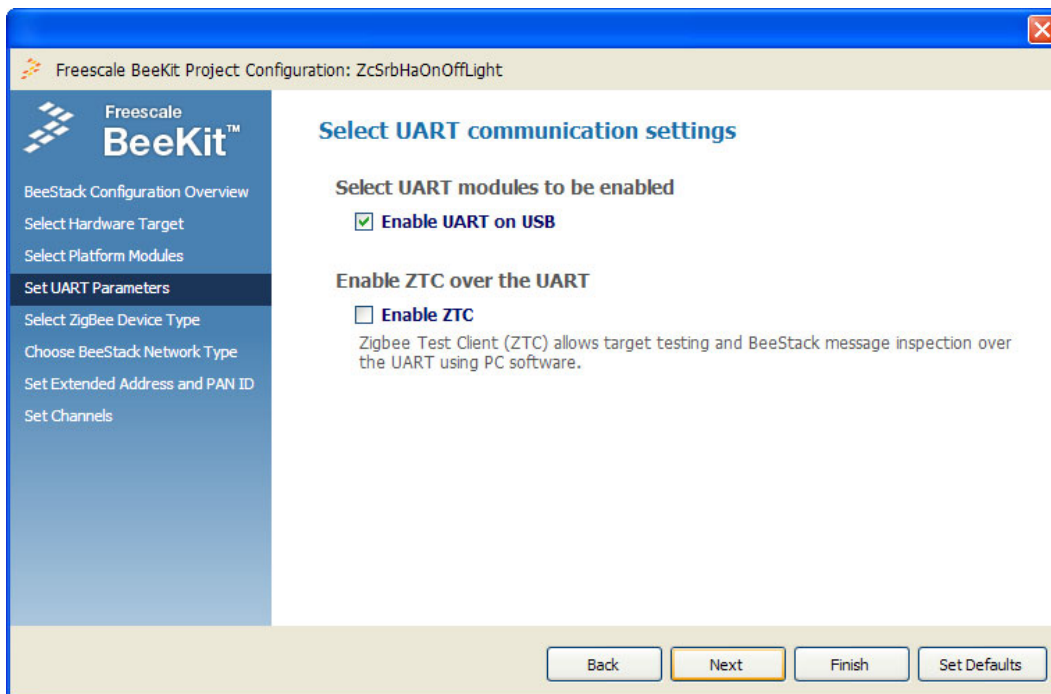 Freescale BeeKit Project Configuration: ZcSrbHaOnOffLight
Freescale
BeeKit™
BeeStack Configuration Overview
Select Hardware Target
Select Platform Modules
Set UART Parameters
Select ZigBee Device Type
Choose BeeStack Network Type
Set Extended Address and PAN ID
Set Channels
Select UART communication settings
Select UART modules to be enabled
Enable UART on USB
Enable ZTC over the UART
Enable ZTC
Zigbee Test Client (ZTC) allows target testing and BeeStack message inspection over
the UART using PC software.
Back Next Finish Set Defaults